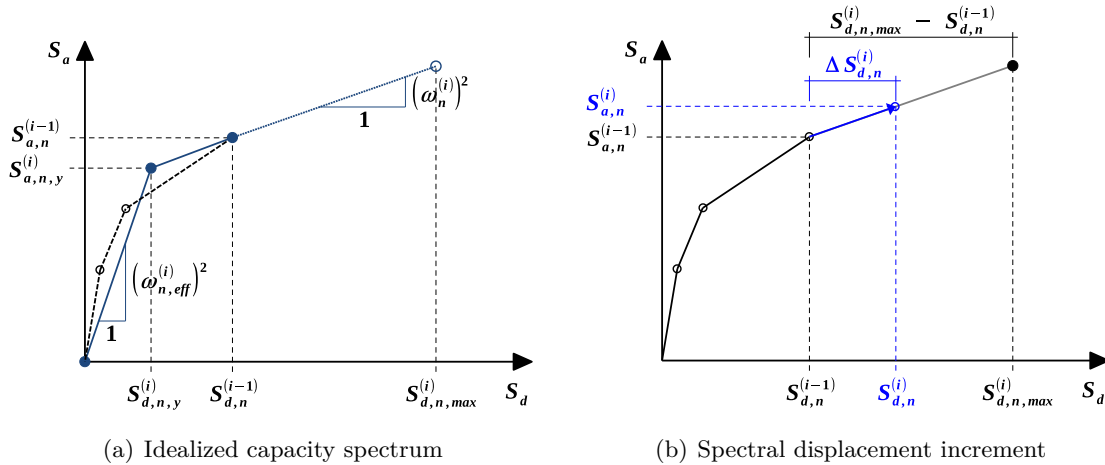 S_a
S_{a,n}^{(i-1)}
S_{a,n,y}^{(i)}
(ω_n^{(i)})^2
1
(ω_{n,eff}^{(i)})^2
1
S_{d,n,y}^{(i)}
S_{d,n}^{(i-1)}
S_{d,n,max}^{(i)}
S_d
(a) Idealized capacity spectrum
S_{d,n,max}^{(i)} − S_{d,n}^{(i-1)}
S_a
Δ S_{d,n}^{(i)}
S_{a,n}^{(i)}
S_{a,n}^{(i-1)}
S_{d,n}^{(i-1)}
S_{d,n}^{(i)}
S_{d,n,max}^{(i)}
S_d
(b) Spectral displacement increment